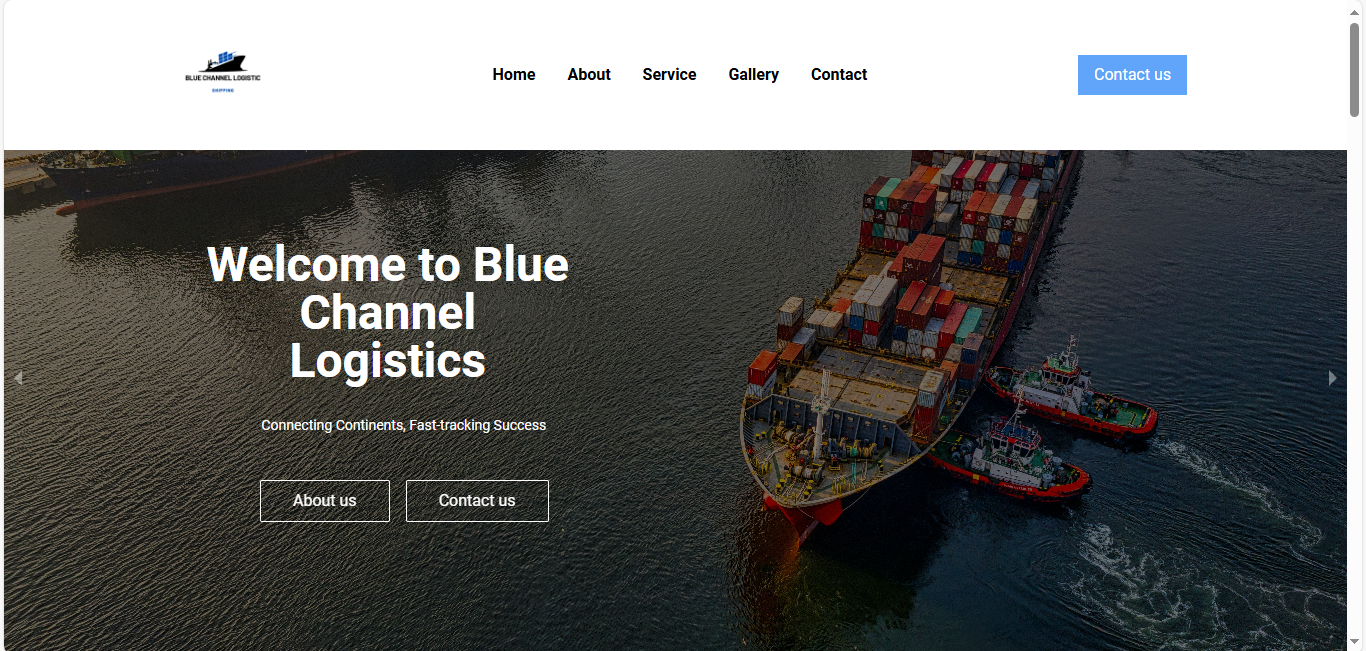 BLUE CHANNEL LOGISTIC
SHIPPING
Home
About
Service
Gallery
Contact
Contact us
Welcome to Blue
Channel
Logistics
Connecting Continents, Fast-tracking Success
About us
Contact us